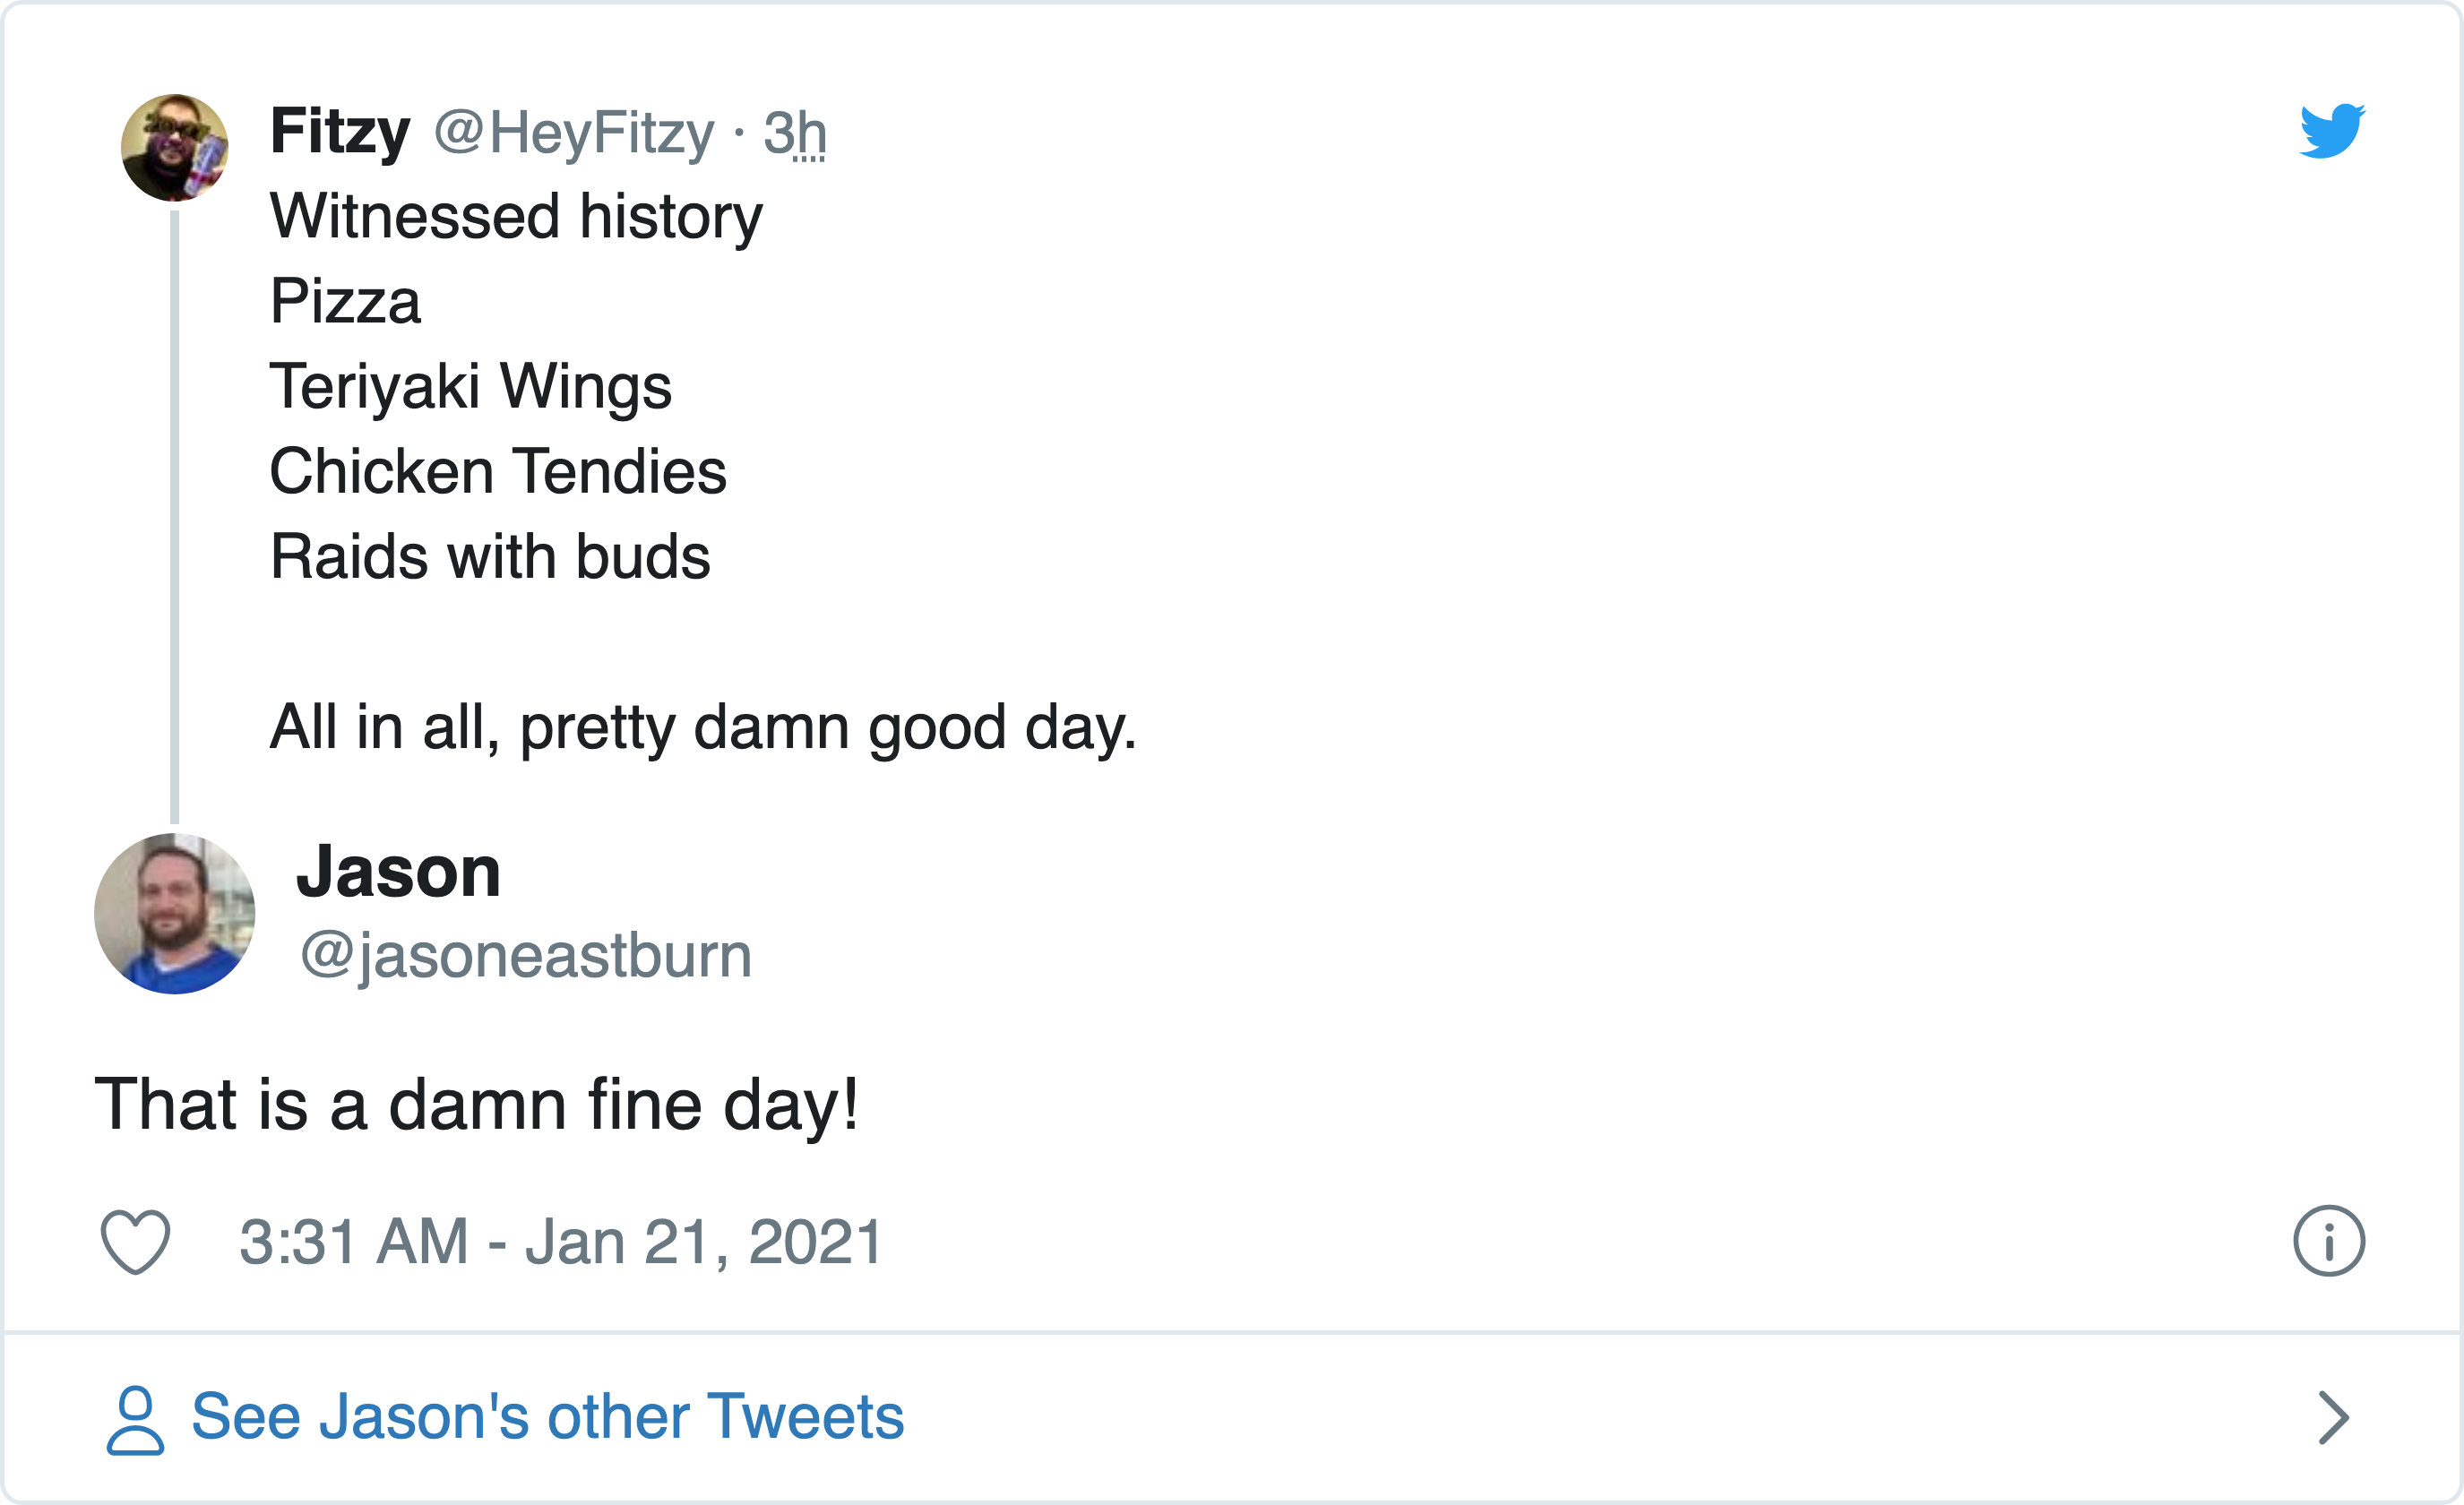 Fitzy @HeyFitzy · 3h
Witnessed history
Pizza
Teriyaki Wings
Chicken Tendies
Raids with buds
All in all, pretty damn good day.
Jason
@jasoneastburn
That is a damn fine day!
3:31 AM - Jan 21, 2021
See Jason's other Tweets